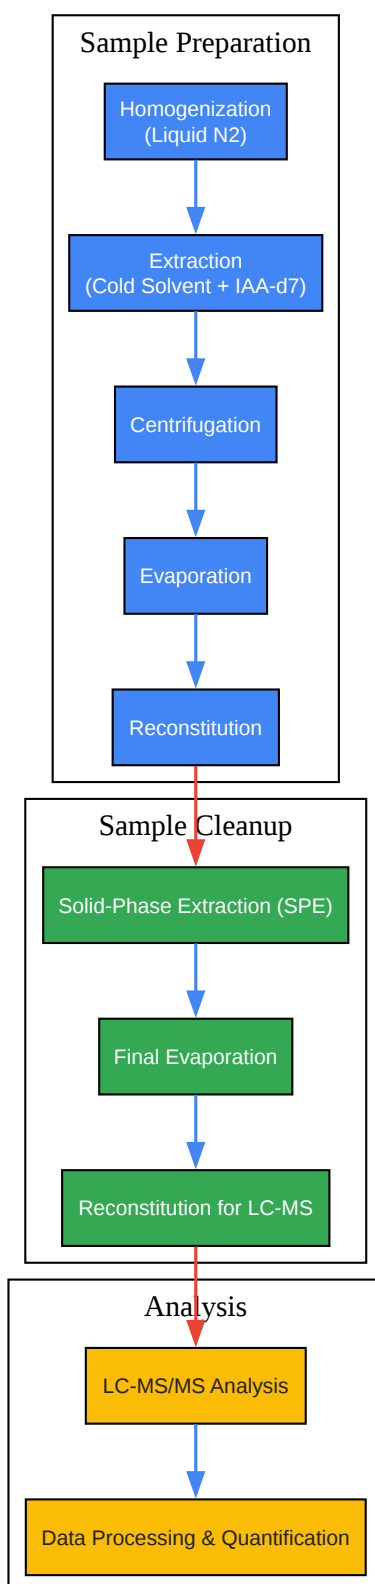 Sample Preparation
Homogenization
(Liquid N2)
Extraction
(Cold Solvent + IAA-d7)
Centrifugation
Evaporation
Reconstitution
Sample Cleanup
Solid-Phase Extraction (SPE)
Final Evaporation
Reconstitution for LC-MS
Analysis
LC-MS/MS Analysis
Data Processing & Quantification